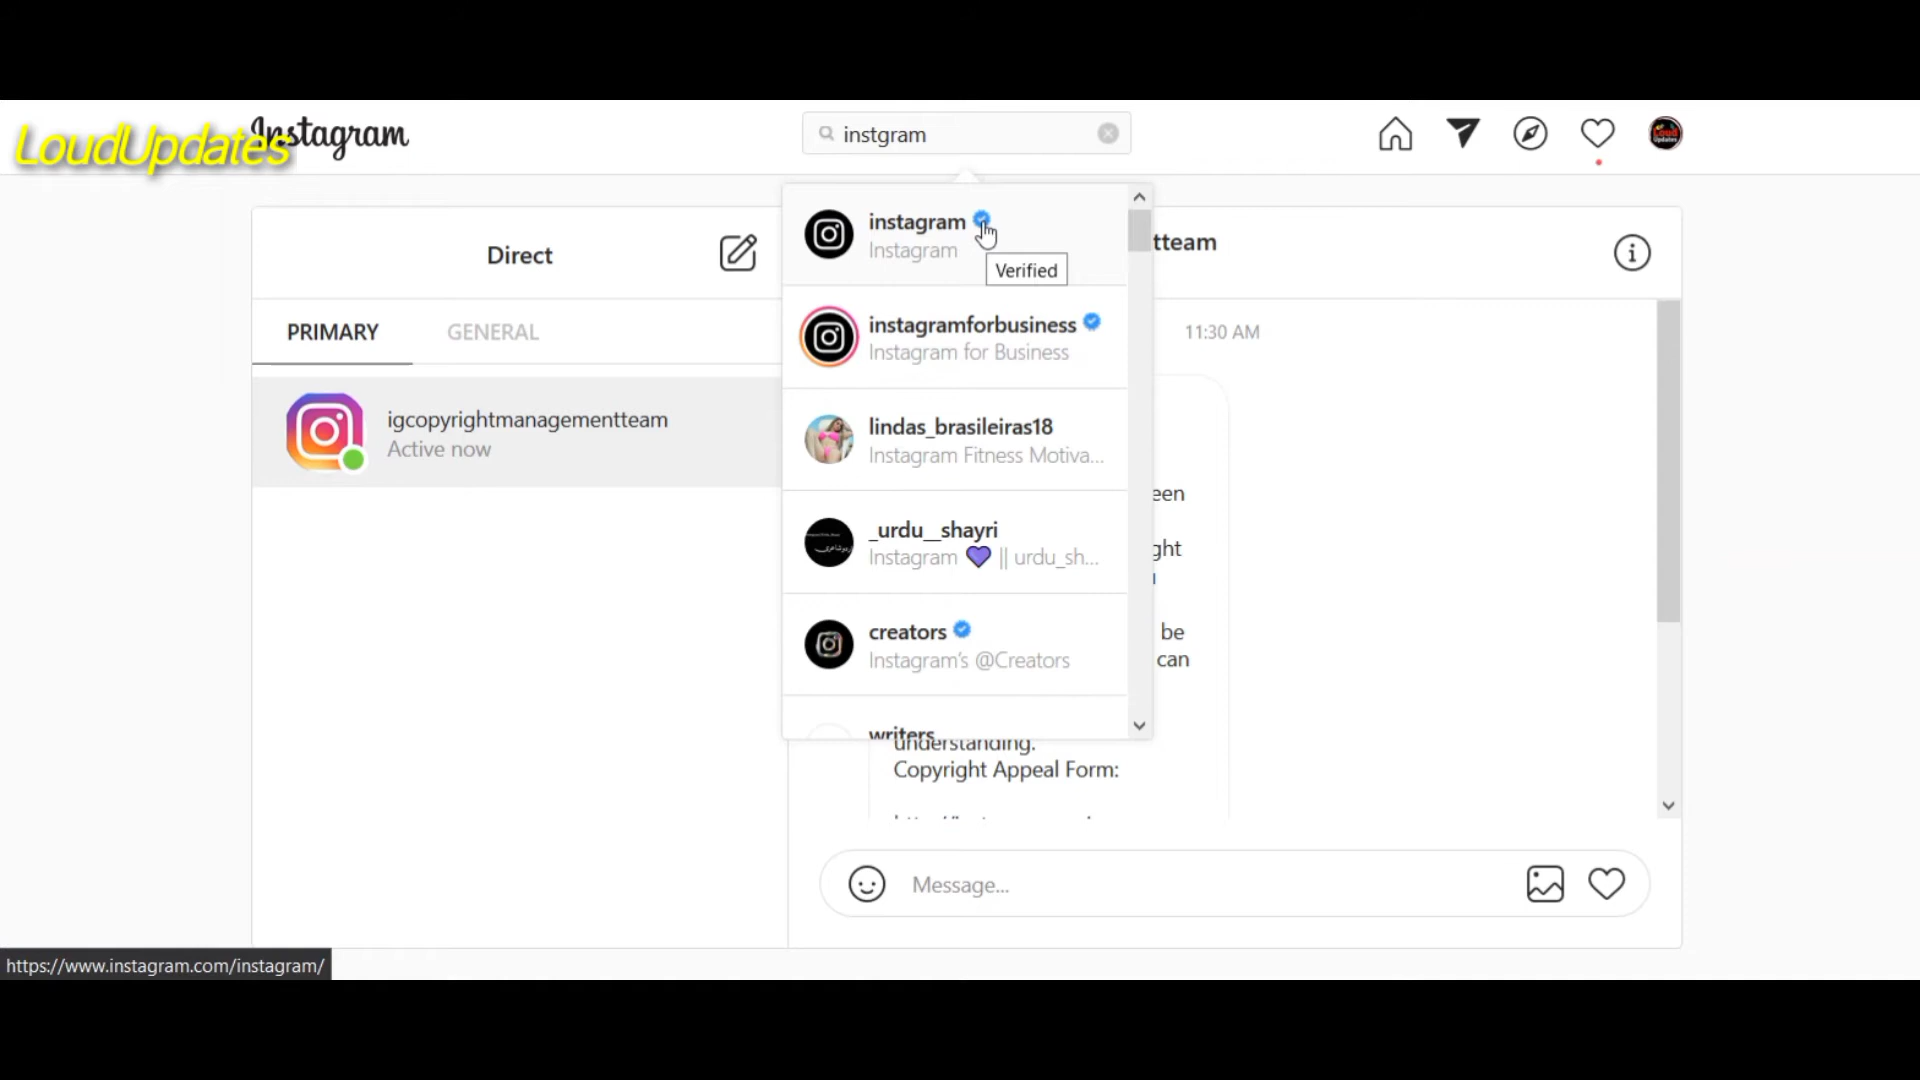 LoudUpdates
Instagram
instgram
Direct
PRIMARY
GENERAL
igcopyrightmanagementteam
Active now
instagram
Instagram
Verified
instagramforbusiness
Instagram for Business
lindas_brasileiras18
Instagram Fitness Motiva...
_urdu__shayri
Instagram 💜 || urdu_sh...
creators
Instagram's @Creators
writers
tteam
11:30 AM
een
ght
be
can
understanding.
Copyright Appeal Form:
Message...
https://www.instagram.com/instagram/